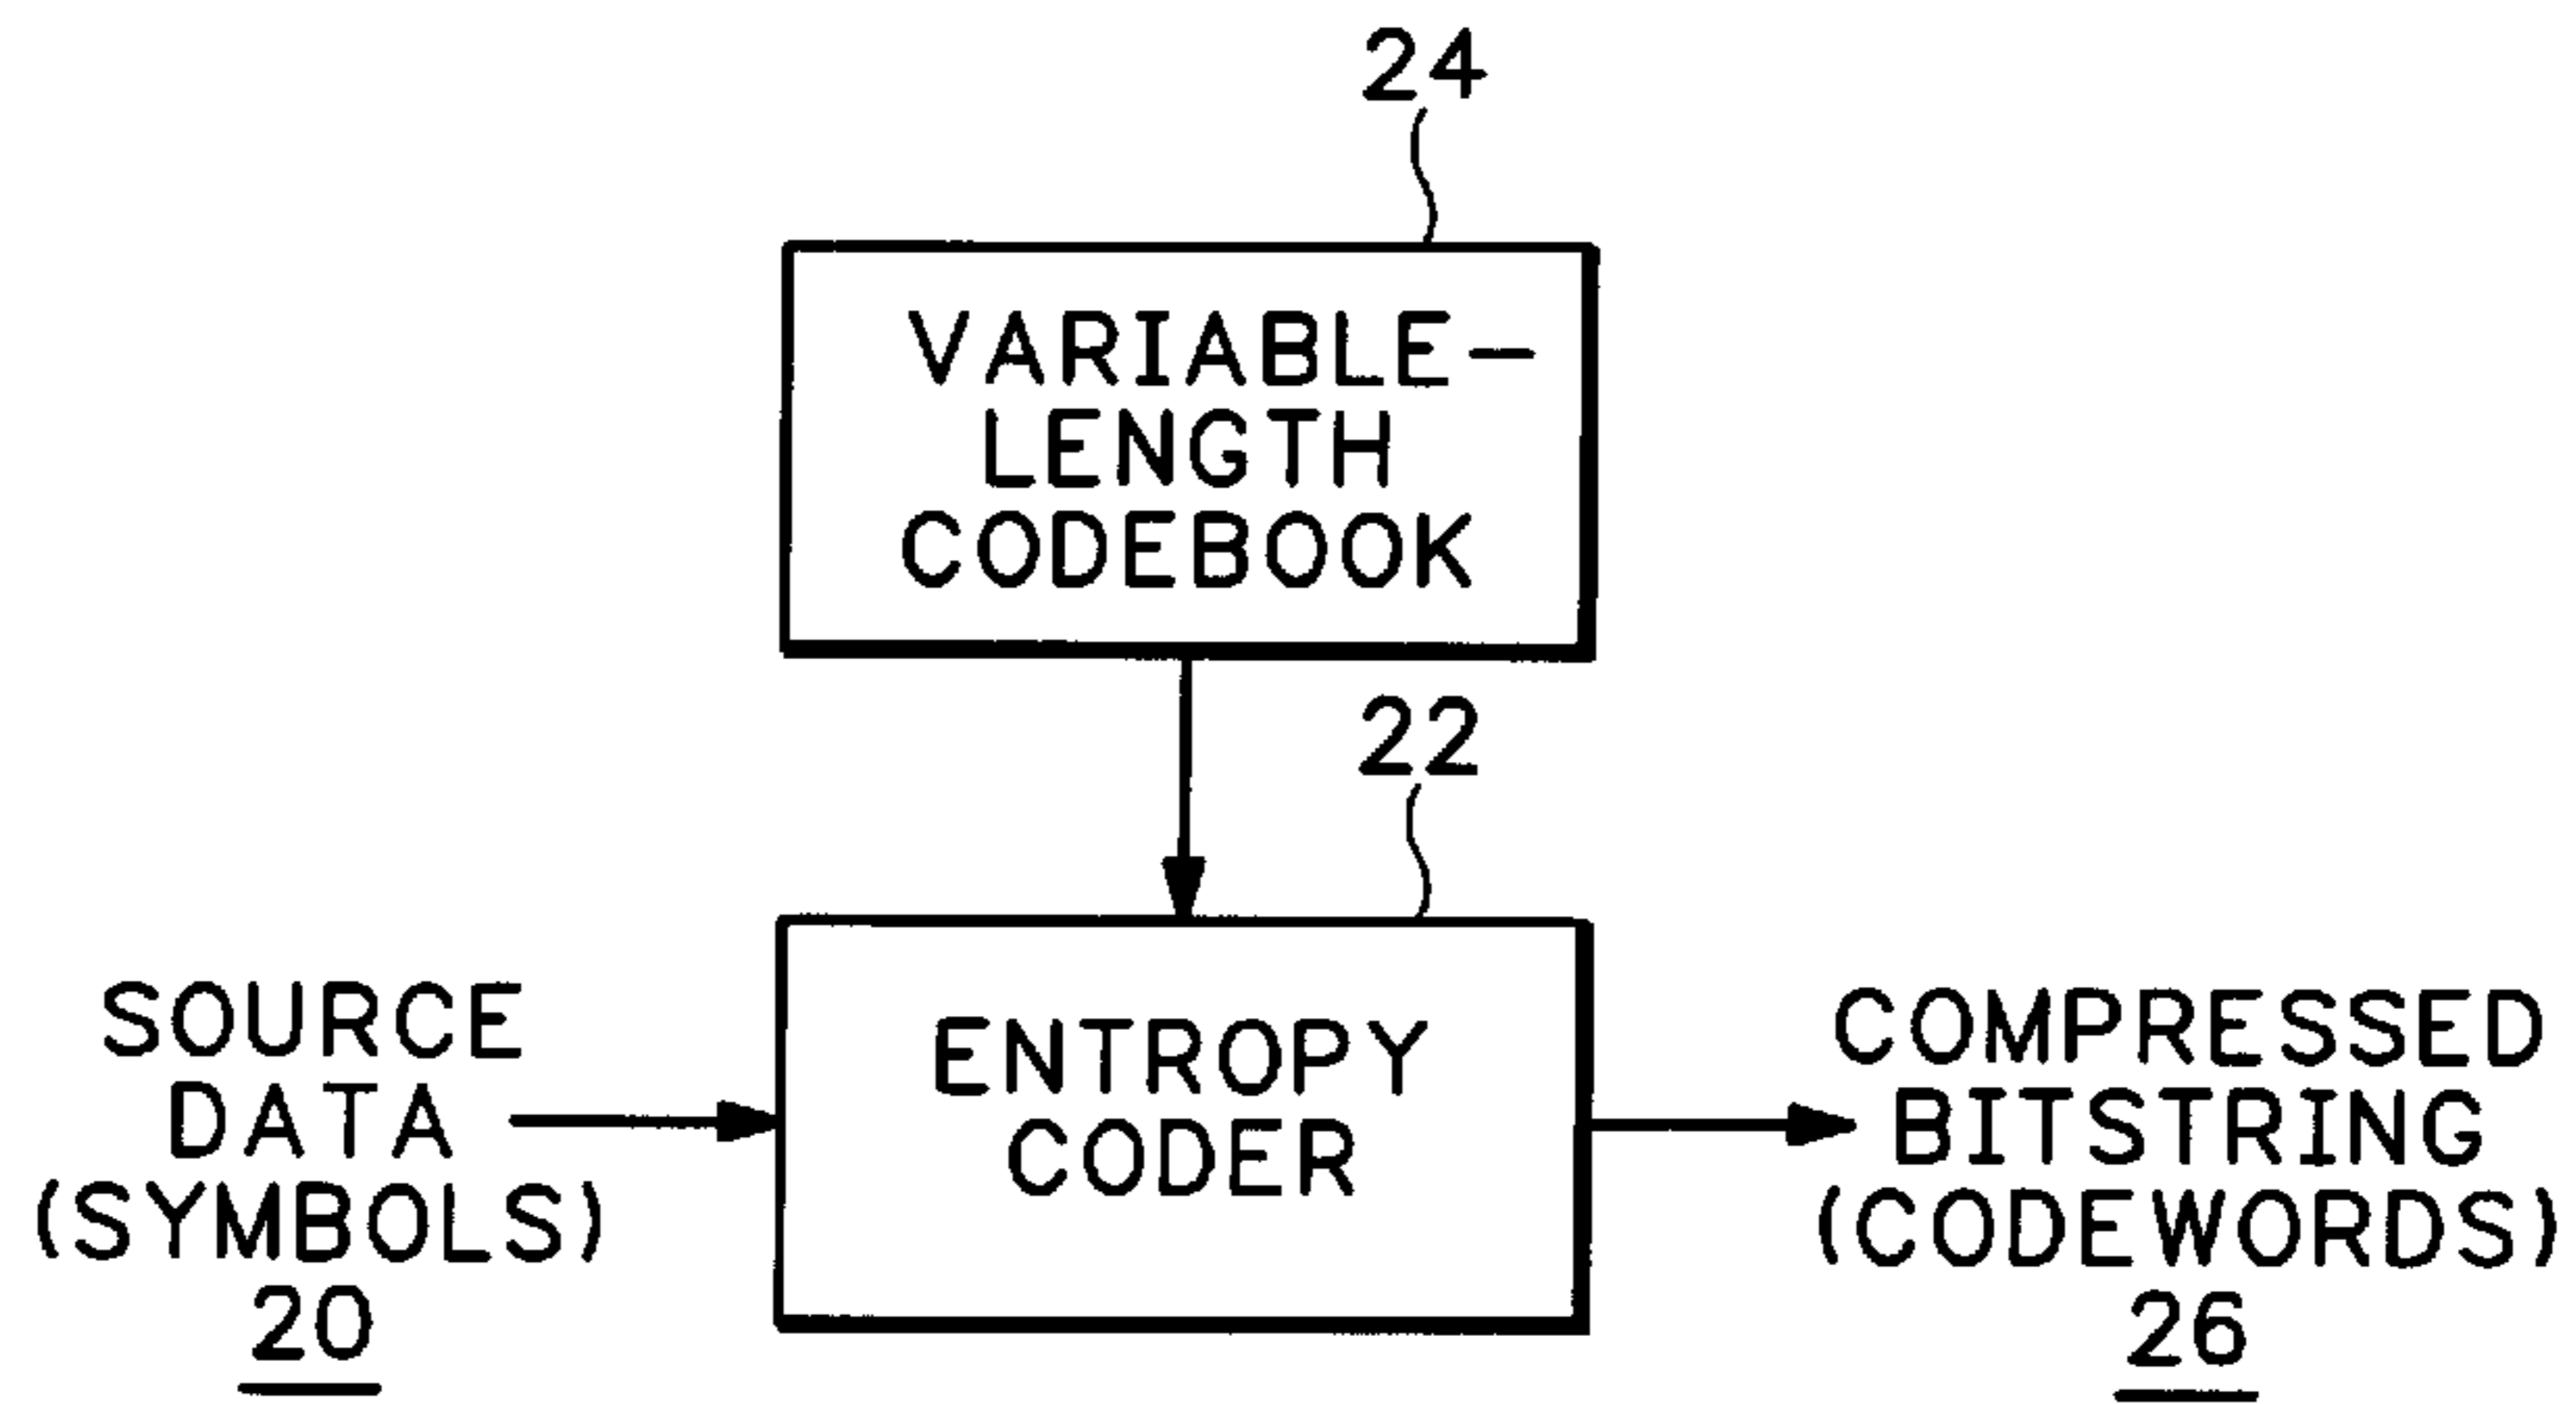 24
VARIABLE-
LENGTH
CODEBOOK
22
SOURCE
DATA
(SYMBOLS)
20
ENTROPY
CODER
COMPRESSED
BITSTRING
(CODEWORDS)
26